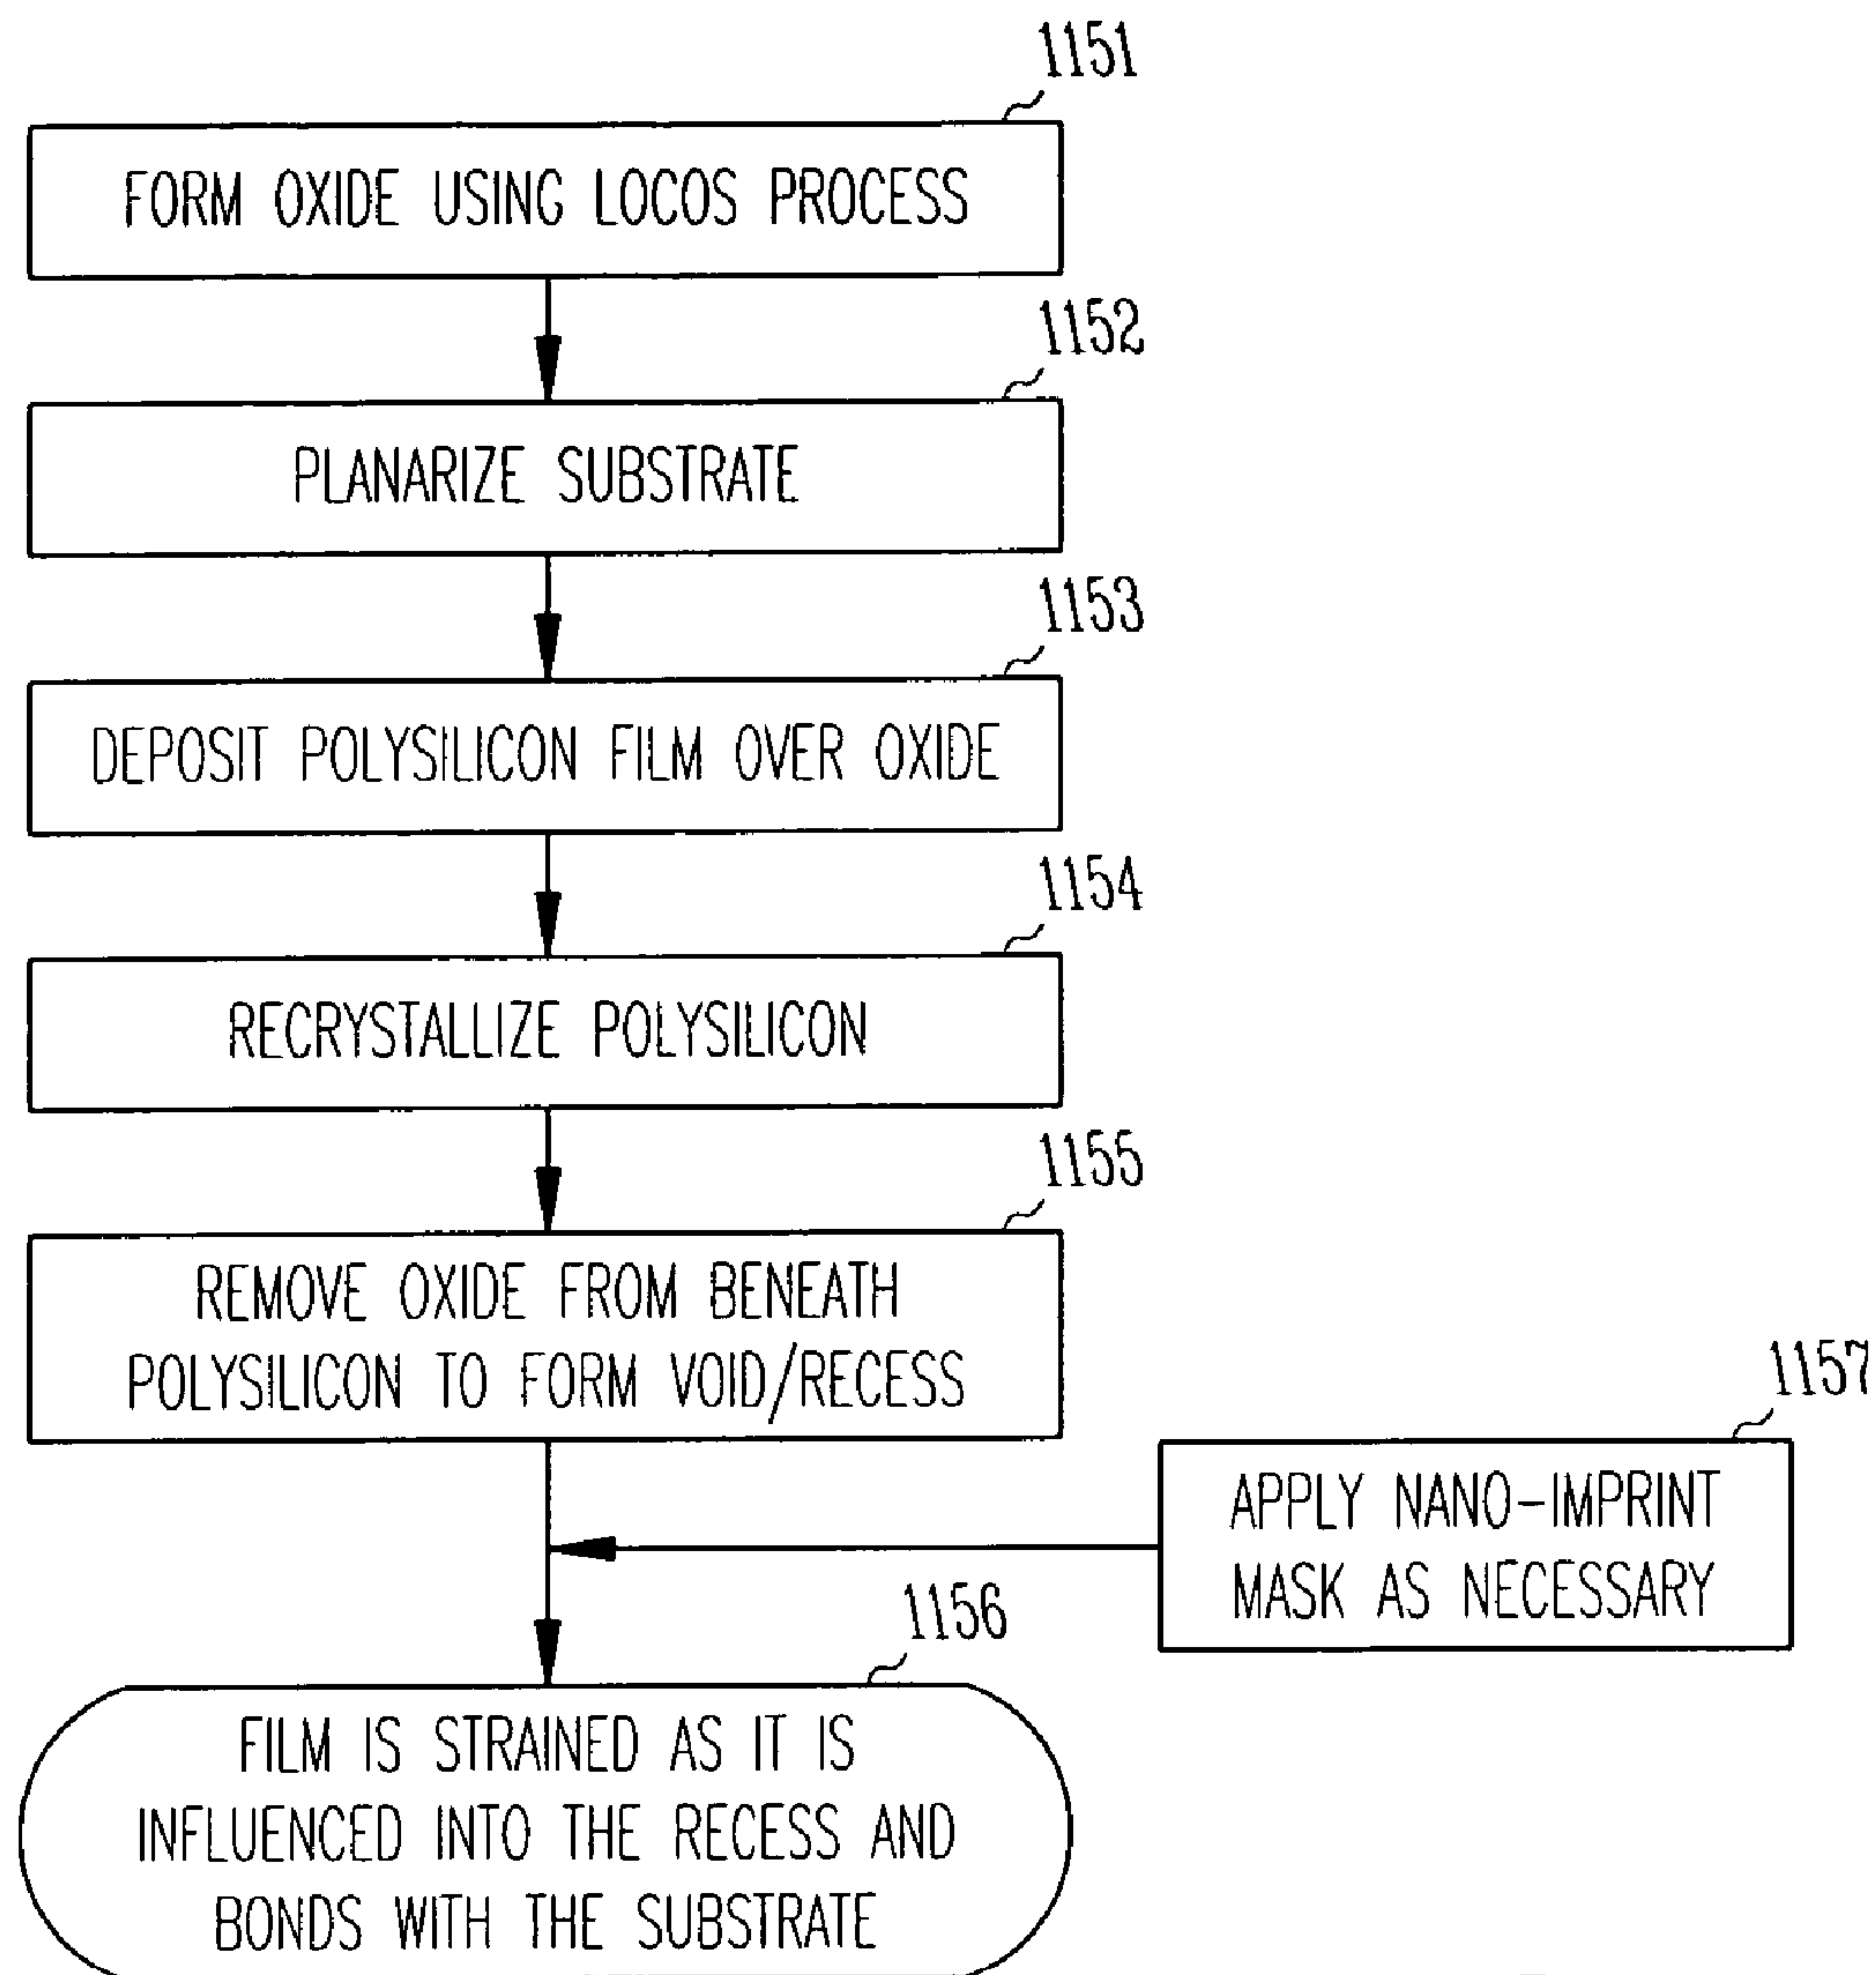 1151
FORM OXIDE USING LOCOS PROCESS
1152
PLANARIZE SUBSTRATE
1153
DEPOSIT POLYSILICON FILM OVER OXIDE
1154
RECRYSTALLIZE POLYSILICON
1155
REMOVE OXIDE FROM BENEATH
POLYSILICON TO FORM VOID/RECESS
1157
APPLY NANO-IMPRINT
MASK AS NECESSARY
1156
FILM IS STRAINED AS IT IS
INFLUENCED INTO THE RECESS AND
BONDS WITH THE SUBSTRATE